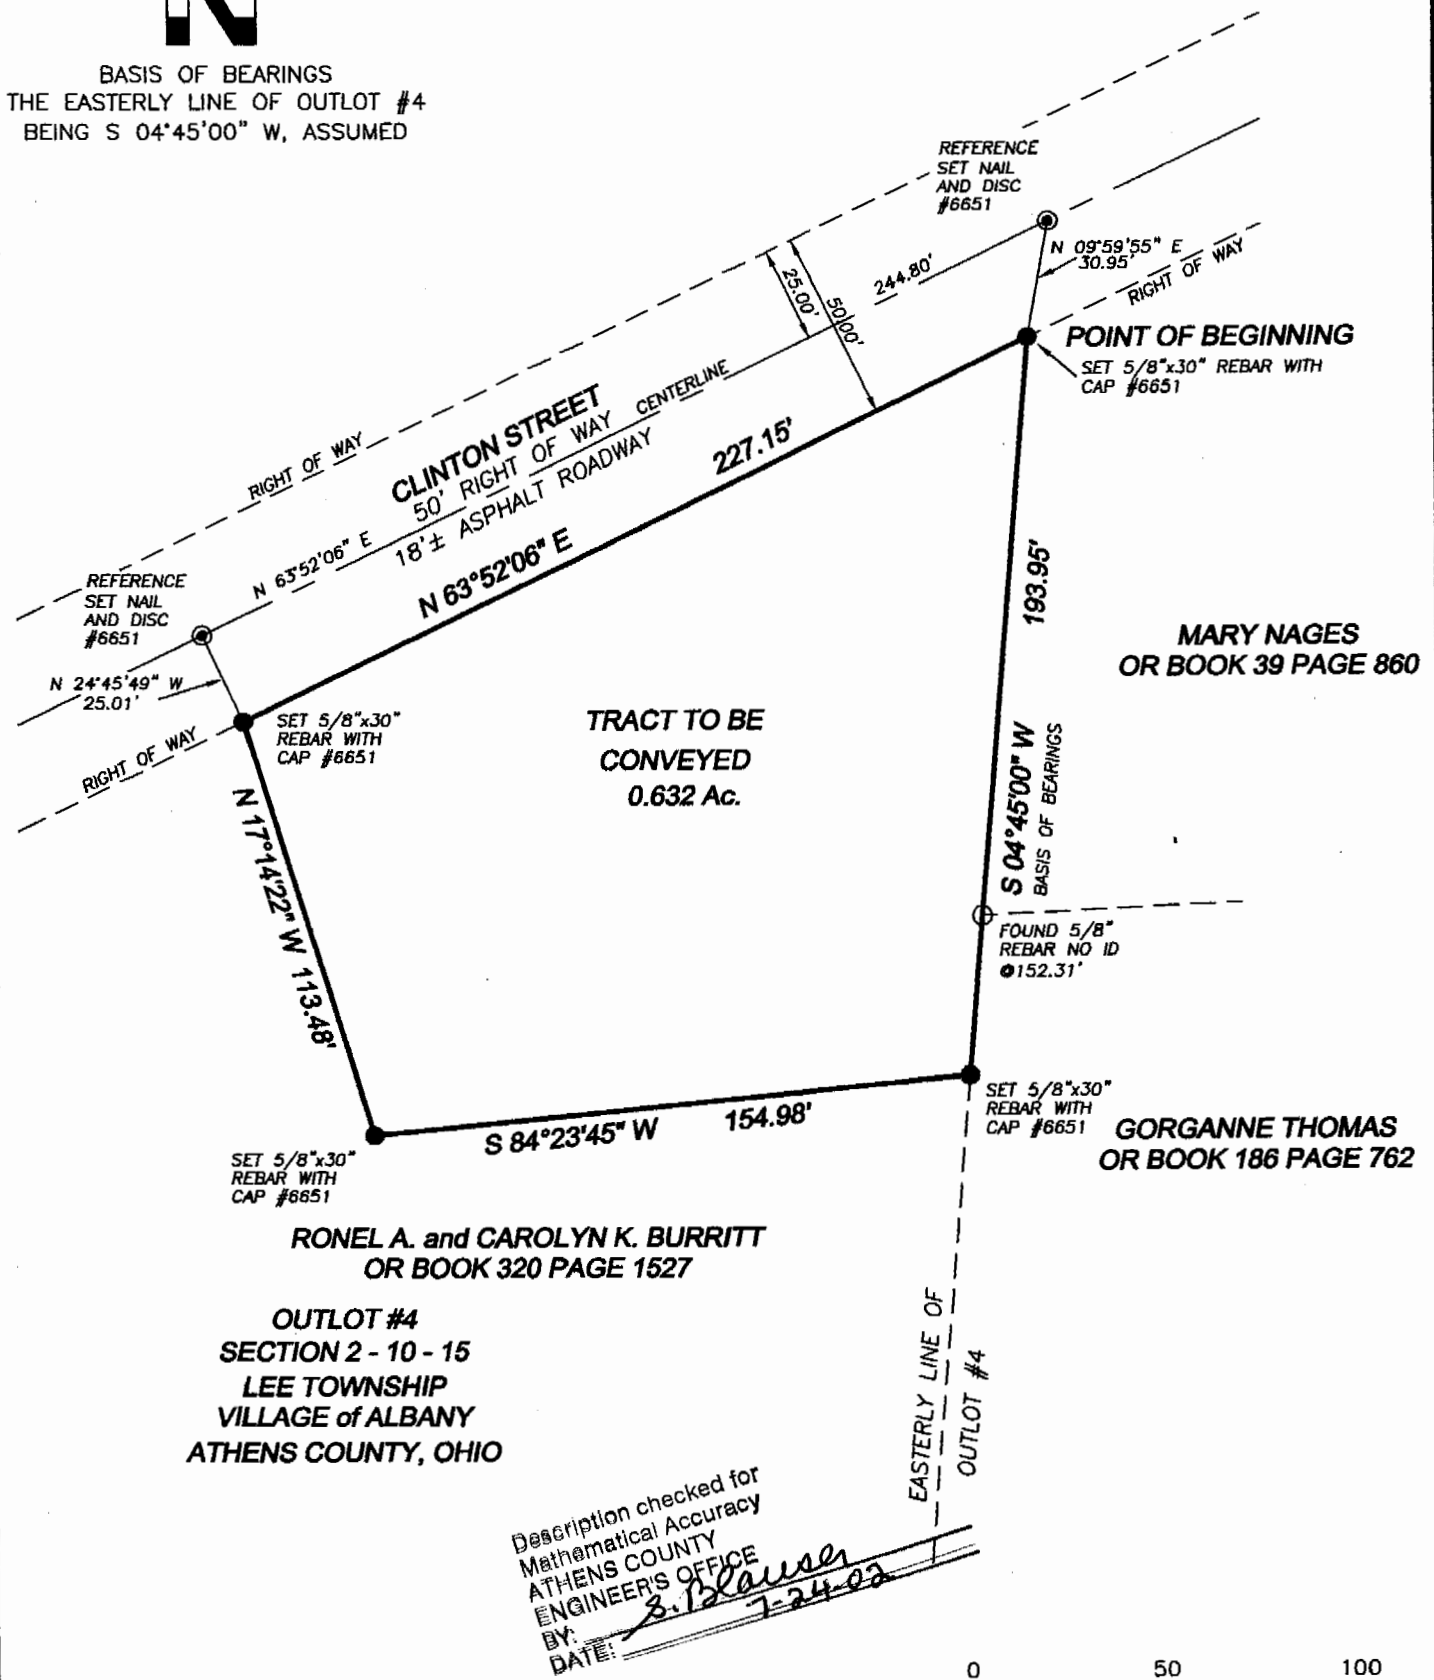 N
BASIS OF BEARINGS
THE EASTERLY LINE OF OUTLOT #4
BEING S 04°45'00" W, ASSUMED
REFERENCE
SET NAIL
AND DISC
#6651
N 09°59'55" E
30.95'
RIGHT OF WAY
244.80'
25.00'
50.00'
POINT OF BEGINNING
SET 5/8"x30" REBAR WITH
CAP #6651
RIGHT OF WAY
CLINTON STREET
50' RIGHT OF WAY
CENTERLINE
18'± ASPHALT ROADWAY
N 63°52'06" E
227.15'
N 63°52'06" E
REFERENCE
SET NAIL
AND DISC
#6651
N 24°45'49" W
25.01'
RIGHT OF WAY
SET 5/8"x30"
REBAR WITH
CAP #6651
TRACT TO BE
CONVEYED
0.632 Ac.
193.95'
S 04°45'00" W
BASIS OF BEARINGS
MARY NAGES
OR BOOK 39 PAGE 860
N 17°14'22" W 113.48'
FOUND 5/8"
REBAR NO ID
@152.31'
S 84°23'45" W 154.98'
SET 5/8"x30"
REBAR WITH
CAP #6651
GORGANNE THOMAS
OR BOOK 186 PAGE 762
SET 5/8"x30"
REBAR WITH
CAP #6651
RONEL A. and CAROLYN K. BURRITT
OR BOOK 320 PAGE 1527
OUTLOT #4
SECTION 2 - 10 - 15
LEE TOWNSHIP
VILLAGE of ALBANY
ATHENS COUNTY, OHIO
EASTERLY LINE OF
OUTLOT #4
Description checked for
Mathematical Accuracy
ATHENS COUNTY
ENGINEER'S OFFICE
BY: S. Blauser
DATE: 7-24-02
0 50 100